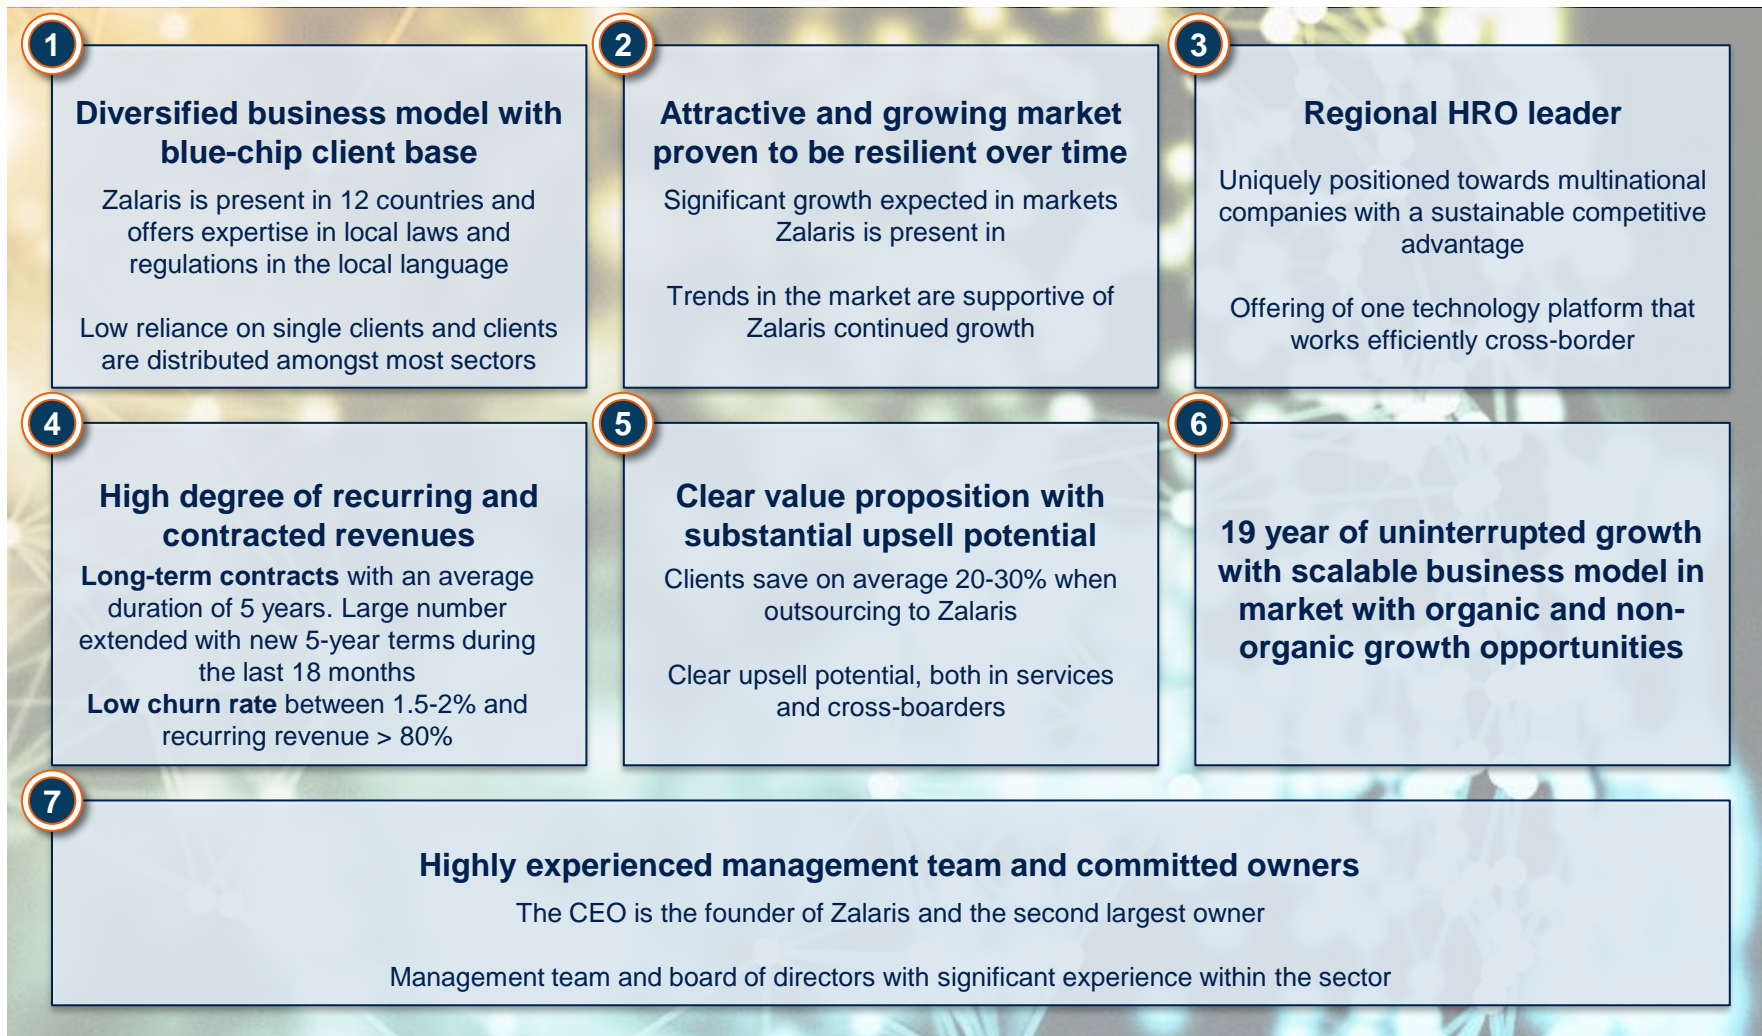 1
Diversified business model with
blue-chip client base
Zalaris is present in 12 countries and
offers expertise in local laws and
regulations in the local language
Low reliance on single clients and clients
are distributed amongst most sectors
2
Attractive and growing market
proven to be resilient over time
Significant growth expected in markets
Zalaris is present in
Trends in the market are supportive of
Zalaris continued growth
3
Regional HRO leader
Uniquely positioned towards multinational
companies with a sustainable competitive
advantage
Offering of one technology platform that
works efficiently cross-border
4
High degree of recurring and
contracted revenues
Long-term contracts with an average
duration of 5 years. Large number
extended with new 5-year terms during
the last 18 months
Low churn rate between 1.5-2% and
recurring revenue > 80%
5
Clear value proposition with
substantial upsell potential
Clients save on average 20-30% when
outsourcing to Zalaris
Clear upsell potential, both in services
and cross-boarders
6
19 year of uninterrupted growth
with scalable business model in
market with organic and non-
organic growth opportunities
7
Highly experienced management team and committed owners
The CEO is the founder of Zalaris and the second largest owner
Management team and board of directors with significant experience within the sector